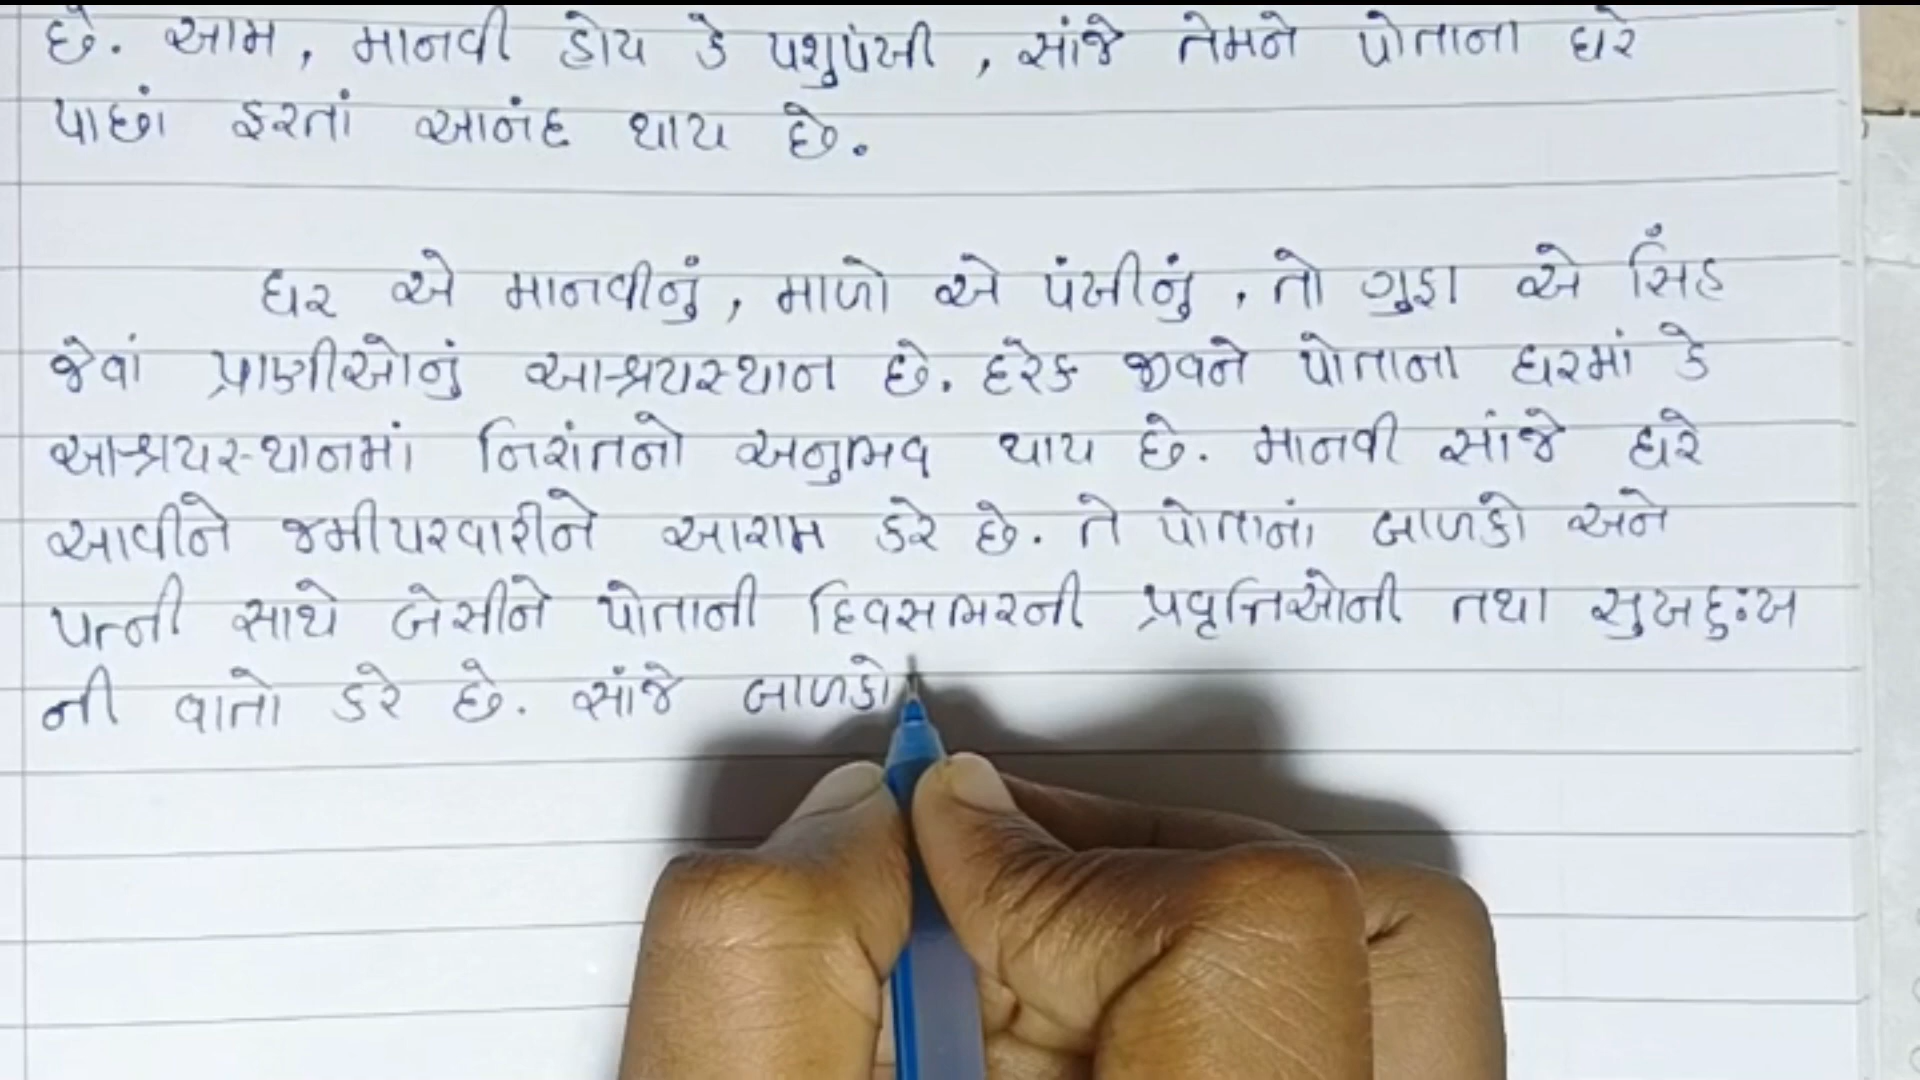 છે. આમ, માનવી હોય કે પશુપંખી, સાંજે તેમને પોતાના ઘરે
પાછાં ફરતાં આનંદ થાય છે.
ઘર એ માનવીનું, માળો એ પંખીનું, તો ગુફા એ સિંહ
જેવાં પ્રાણીઓનું આશ્રયસ્થાન છે. દરેક જીવને પોતાના ઘરમાં કે
આશ્રયસ્થાનમાં નિરાંતનો અનુભવ થાય છે. માનવી સાંજે ઘરે
આવીને જમીપરવારીને આરામ કરે છે. તે પોતાનાં બાળકો અને
પત્ની સાથે બેસીને પોતાની દિવસભરની પ્રવૃત્તિઓની તથા સુખદુઃખ
ની વાતો કરે છે. સાંજે બાળકો